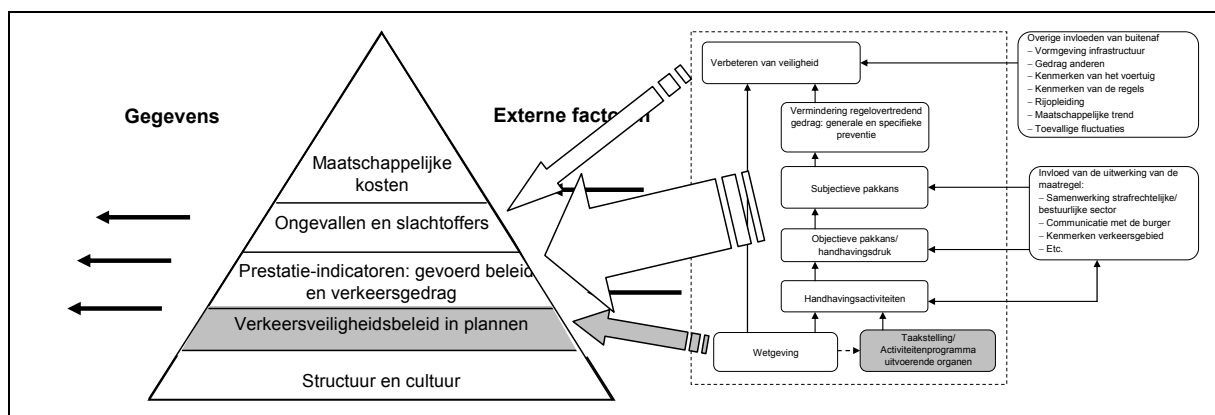 Gegevens
Externe factoren
Maatschappelijke
kosten
Ongevallen en slachtoffers
Prestatie-indicatoren: gevoerd beleid
en verkeersgedrag
Verkeersveiligheidsbeleid in plannen
Structuur en cultuur
Verbeteren van veiligheid
Vermindering regelovertredend
gedrag: generale en specifieke
preventie
Subjectieve pakkans
Objectieve pakkans/
handhavingsdruk
Handhavingsactiviteiten
Wetgeving
Taakstelling/
Activiteitenprogramma
uitvoerende organen
Overige invloeden van buitenaf
– Vormgeving infrastructuur
– Gedrag anderen
– Kenmerken van het voertuig
– Kenmerken van de regels
– Rijopleiding
– Maatschappelijke trend
– Toevallige fluctuaties
Invloed van de uitwerking van de
maatregel:
– Samenwerking strafrechtelijke/
bestuurlijke sector
– Communicatie met de burger
– Kenmerken verkeersgebied
– Etc.